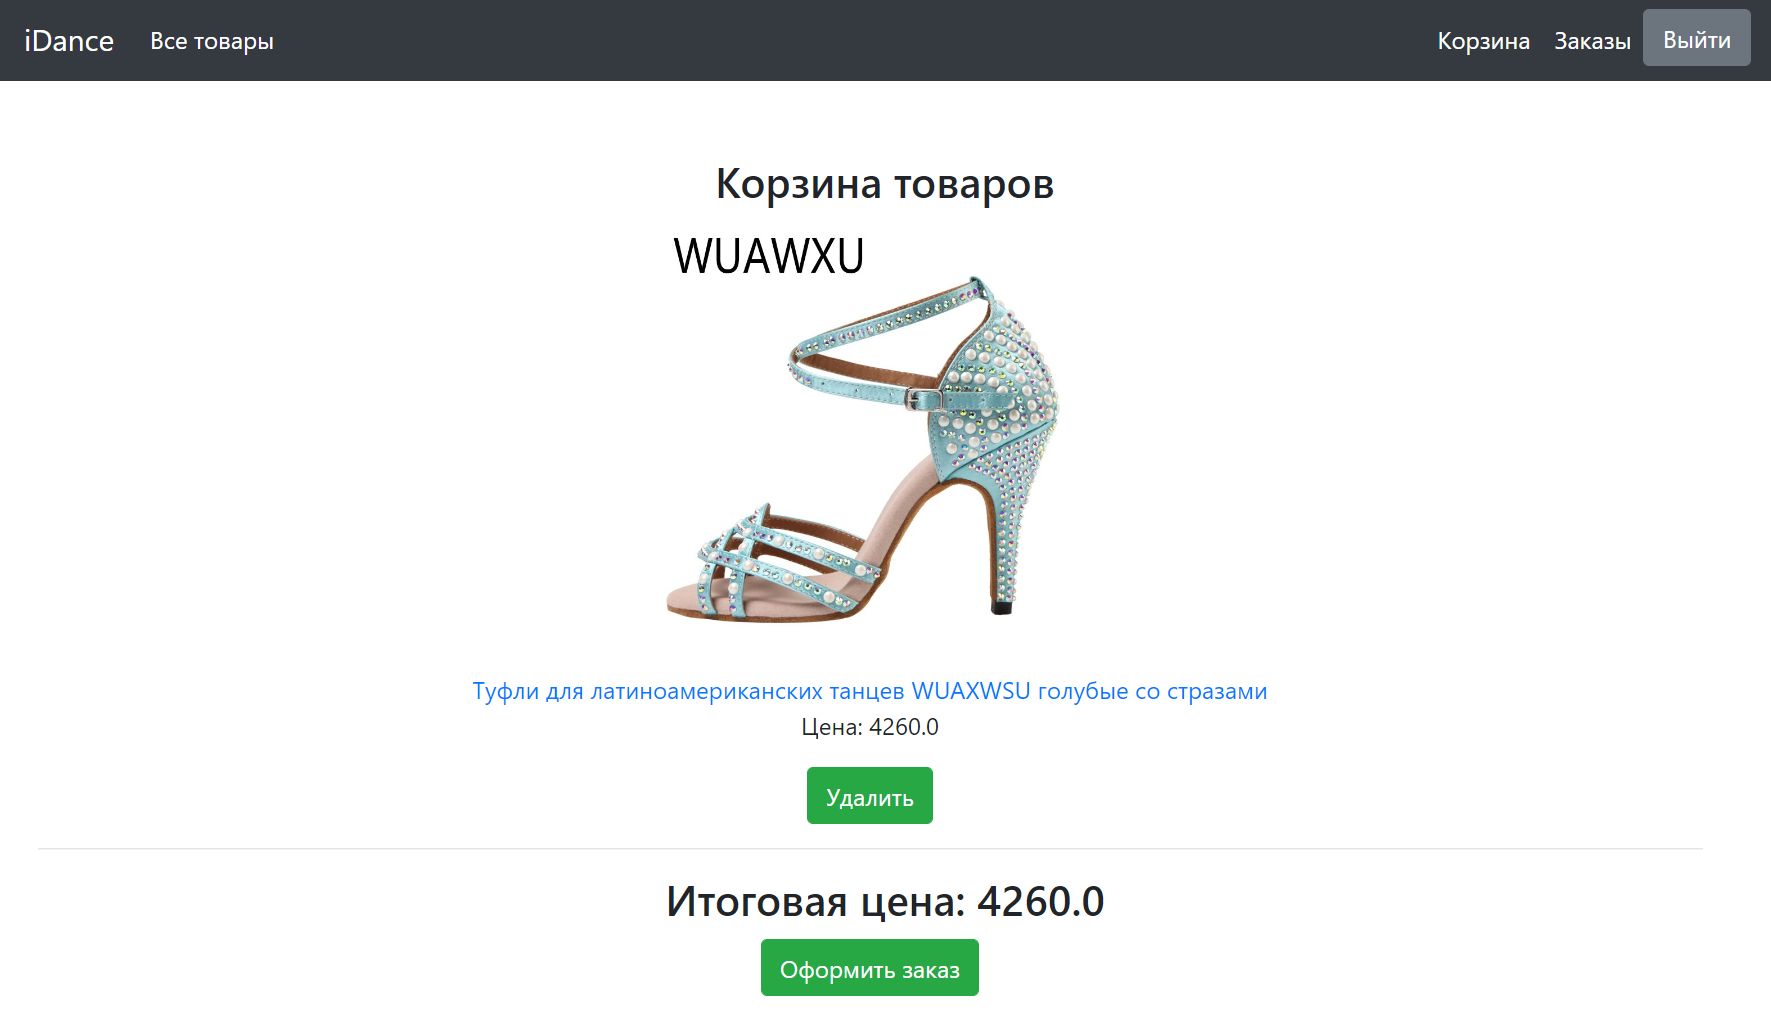 iDance Все товары Корзина Заказы Выйти
Корзина товаров
WUAWXU
Туфли для латиноамериканских танцев WUAXWSU голубые со стразами
Цена: 4260.0
Удалить
Итоговая цена: 4260.0
Оформить заказ